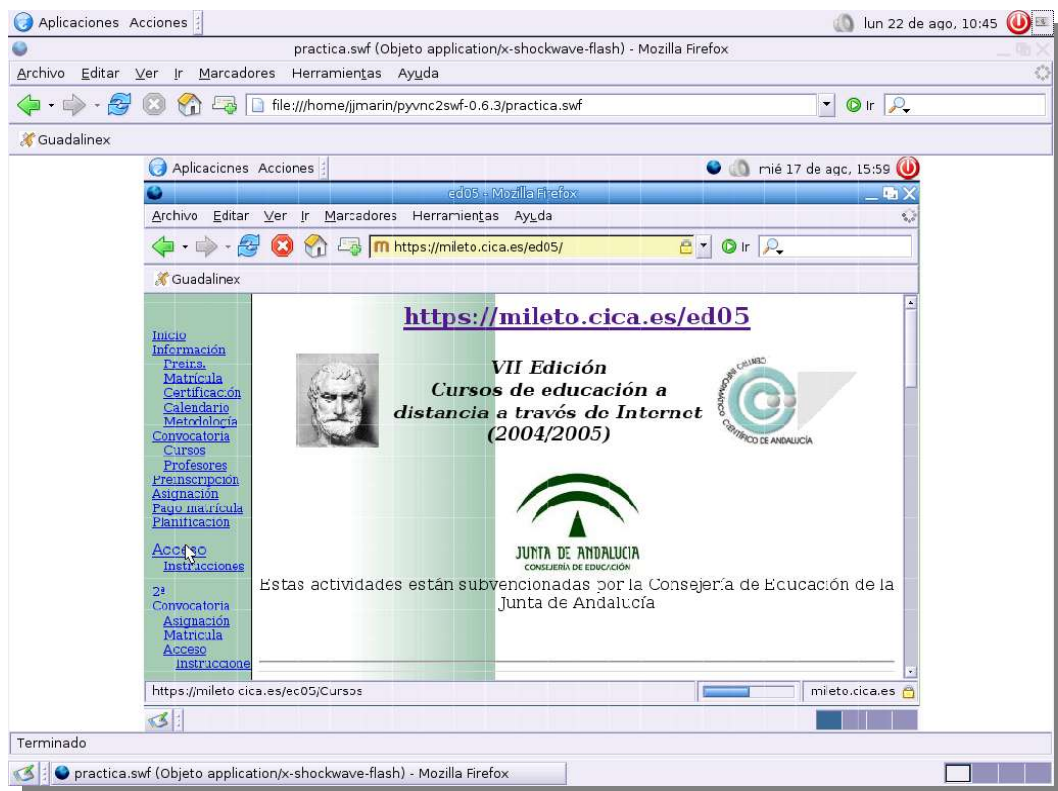 Aplicaciones Acciones lun 22 de ago, 10:45
practica.swf (Objeto application/x-shockwave-flash) - Mozilla Firefox
Archivo Editar Ver Ir Marcadores Herramientas Ayuda
file:///home/jjmarin/pyvnc2swf-0.6.3/practica.swf Ir
Guadalinex
Aplicaciones Acciones mié 17 de ago, 15:59
ed05 - Mozilla Firefox
Archivo Editar Ver Ir Marcadores Herramientas Ayuda
https://mileto.cica.es/ed05/ Ir
Guadalinex
https://mileto.cica.es/ed05
Inicio
Información
Preins.
Matrícula
Certificación
Calendario
Metodología
Convocatoria
Cursos
Profesores
Preinscripción
Asignación
Pago matrícula
Planificación
Acceso
Instrucciones
2ª
Convocatoria
Asignación
Matricula
Acceso
Instruccione
VII Edición
Cursos de educación a
distancia a través de Internet
(2004/2005)
CENTRO INFORMÁTICO CIENTÍFICO DE ANDALUCÍA
JUNTA DE ANDALUCIA
CONSEJERÍA DE EDUCACIÓN
Estas actividades están subvencionadas por la Consejería de Educación de la
Junta de Andalucía
https://mileto.cica.es/ed05/Cursos mileto.cica.es
Terminado
practica.swf (Objeto application/x-shockwave-flash) - Mozilla Firefox